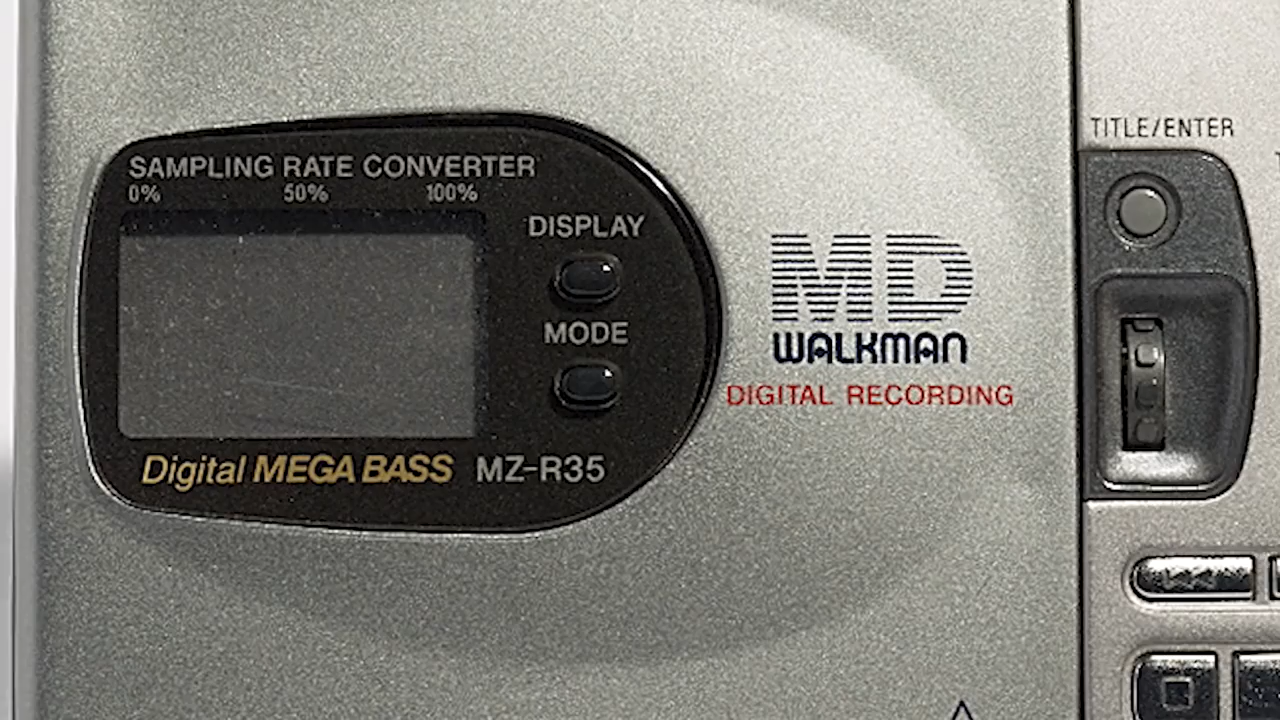 SAMPLING RATE CONVERTER
0% 50% 100%
DISPLAY
MODE
Digital MEGA BASS MZ-R35
MD
WALKMAN
DIGITAL RECORDING
TITLE/ENTER